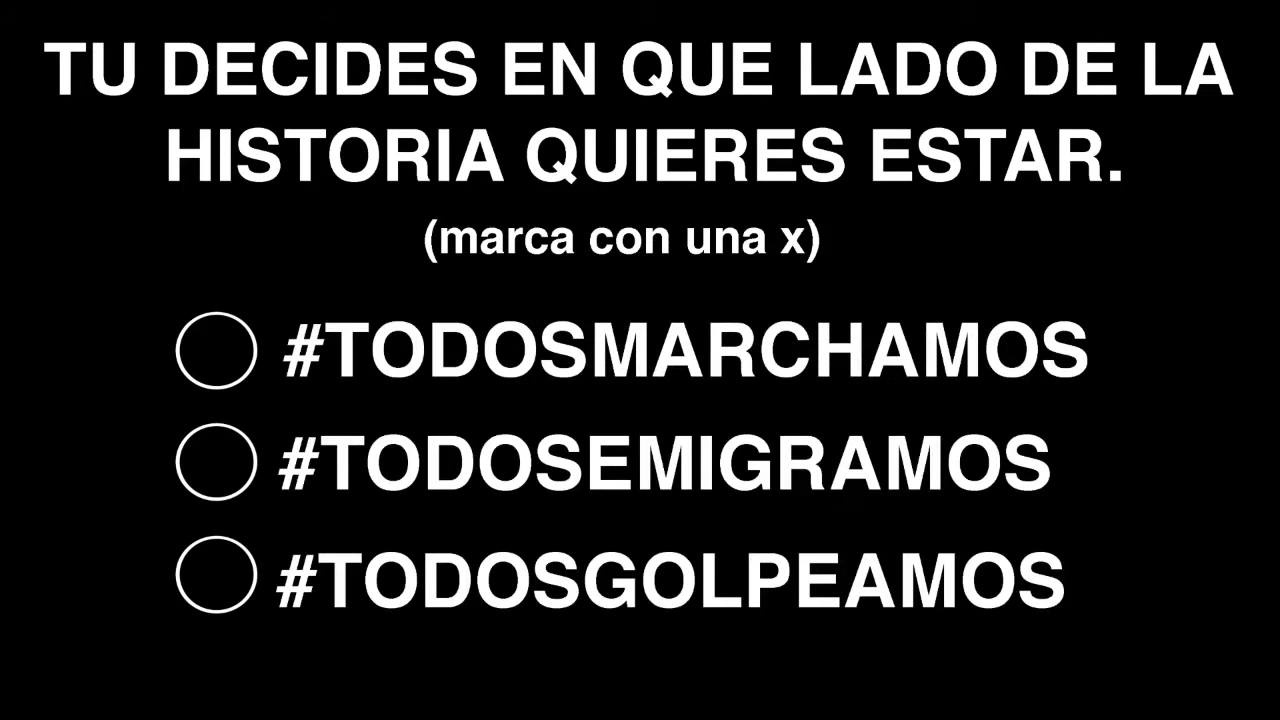 TU DECIDES EN QUE LADO DE LA
HISTORIA QUIERES ESTAR.
(marca con una x)
#TODOSMARCHAMOS
#TODOSEMIGRAMOS
#TODOSGOLPEAMOS